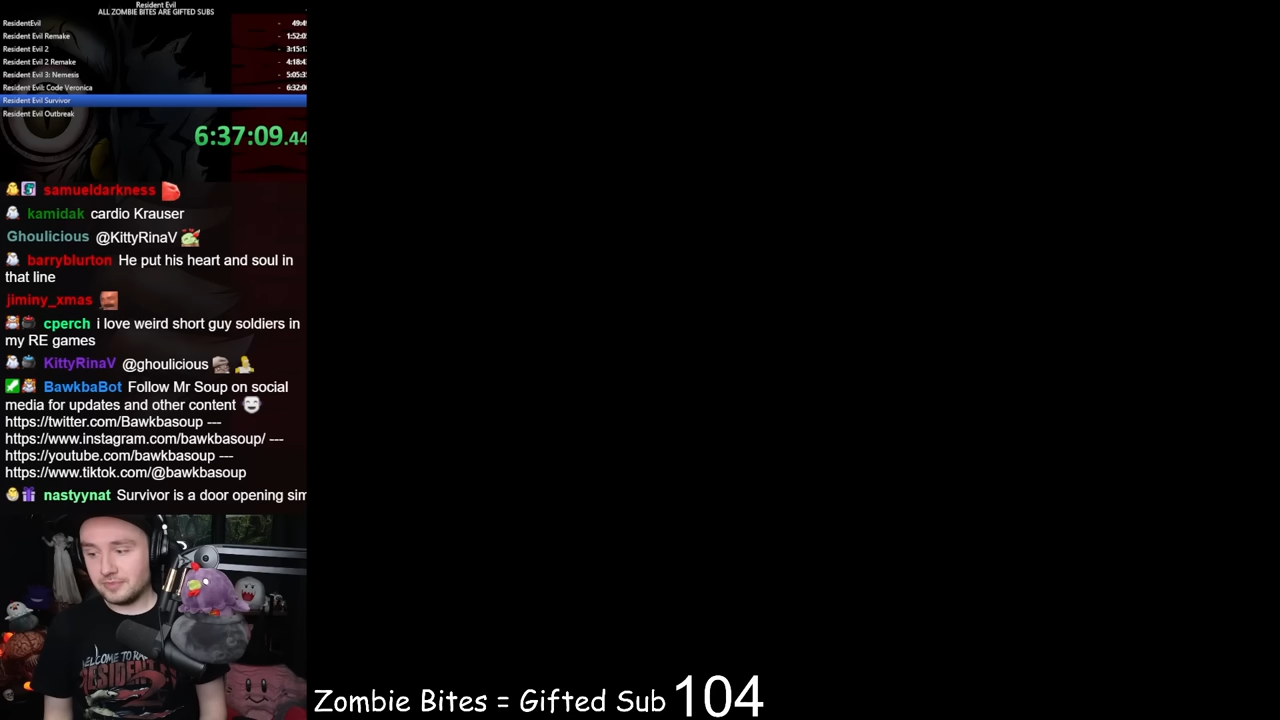 Resident Evil
ALL ZOMBIE BITES ARE GIFTED SUBS
ResidentEvil - 49:4
Resident Evil Remake - 1:52:0
Resident Evil 2 - 3:15:1
Resident Evil 2 Remake - 4:18:4
Resident Evil 3: Nemesis - 5:05:3
Resident Evil: Code Veronica - 6:32:0
Resident Evil Survivor
Resident Evil Outbreak
6:37:09.44
samueldarkness
kamidak cardio Krauser
Ghoulicious @KittyRinaV
barryblurton He put his heart and soul in
that line
jiminy_xmas
cperch i love weird short guy soldiers in
my RE games
KittyRinaV @ghoulicious
BawkbaBot Follow Mr Soup on social
media for updates and other content
https://twitter.com/Bawkbasoup ---
https://www.instagram.com/bawkbasoup/ ---
https://youtube.com/bawkbasoup ---
https://www.tiktok.com/@bawkbasoup
nastyynat Survivor is a door opening sim
WELCOME TO
RESIDENT
Zombie Bites = Gifted Sub 104